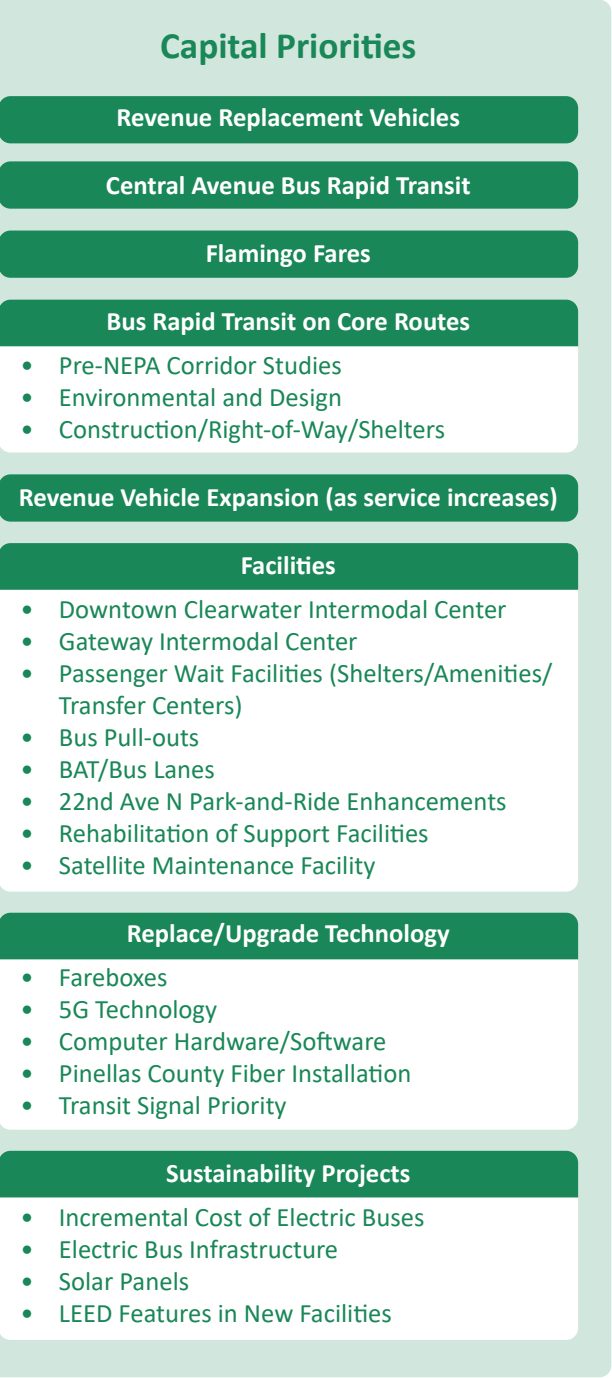 Capital Priorities
Revenue Replacement Vehicles
Central Avenue Bus Rapid Transit
Flamingo Fares
Bus Rapid Transit on Core Routes
• Pre-NEPA Corridor Studies
• Environmental and Design
• Construction/Right-of-Way/Shelters
Revenue Vehicle Expansion (as service increases)
Facilities
• Downtown Clearwater Intermodal Center
• Gateway Intermodal Center
• Passenger Wait Facilities (Shelters/Amenities/
Transfer Centers)
• Bus Pull-outs
• BAT/Bus Lanes
• 22nd Ave N Park-and-Ride Enhancements
• Rehabilitation of Support Facilities
• Satellite Maintenance Facility
Replace/Upgrade Technology
• Fareboxes
• 5G Technology
• Computer Hardware/Software
• Pinellas County Fiber Installation
• Transit Signal Priority
Sustainability Projects
• Incremental Cost of Electric Buses
• Electric Bus Infrastructure
• Solar Panels
• LEED Features in New Facilities